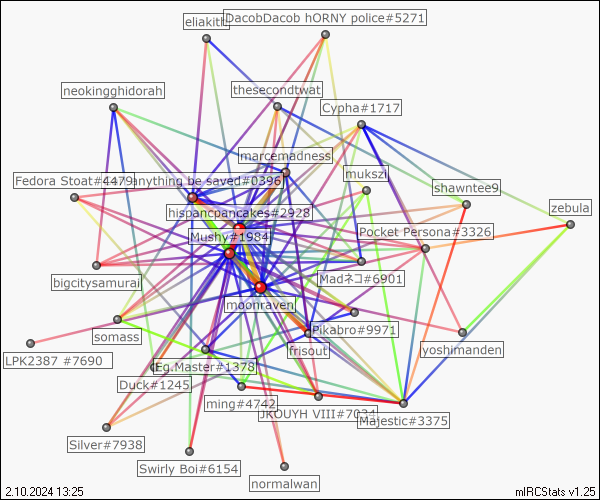 eliakith
DacobDacob hORNY police#5271
neokingghidorah
thesecondtwat
Cypha#1717
marcemadness
mukszi
Fedora Stoat#4479
anything be saved#0396
shawntee9
zebula
hispancpancakes#2928
Mushy#1984
Pocket Persona#3326
bigcitysamurai
moonraven
Madネコ#6901
somass
Pikabro#9971
LPK2387 #7690
frisout
yoshimanden
Eg.Master#1378
Duck#1245
ming#4742
JKOUYH VIII#7034
Majestic#3375
Silver#7938
Swirly Boi#6154
normalwan
2.10.2024 13:25
mIRCStats v1.25